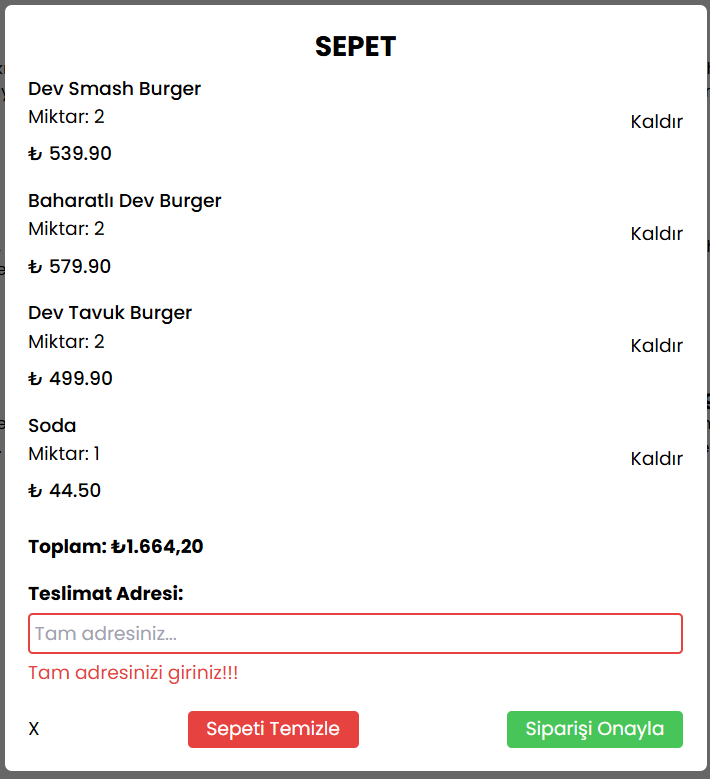 SEPET
Dev Smash Burger
Miktar: 2
Kaldır
₺ 539.90
Baharatlı Dev Burger
Miktar: 2
Kaldır
₺ 579.90
Dev Tavuk Burger
Miktar: 2
Kaldır
₺ 499.90
Soda
Miktar: 1
Kaldır
₺ 44.50
Toplam: ₺1.664,20
Teslimat Adresi:
Tam adresiniz...
Tam adresinizi giriniz!!!
X
Sepeti Temizle
Siparişi Onayla